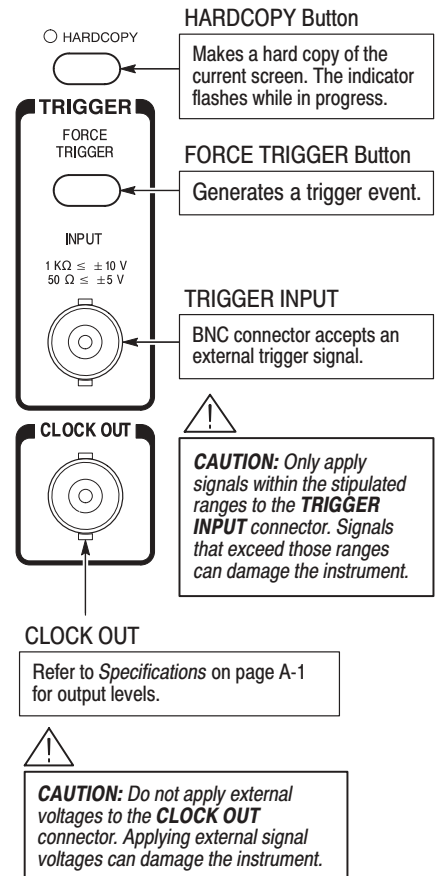 HARDCOPY Button
HARDCOPY
Makes a hard copy of the
current screen. The indicator
flashes while in progress.
TRIGGER
FORCE
TRIGGER
FORCE TRIGGER Button
Generates a trigger event.
INPUT
1 KΩ ≤ ±10 V
50 Ω ≤ ±5 V
TRIGGER INPUT
BNC connector accepts an
external trigger signal.
CLOCK OUT
CAUTION: Only apply
signals within the stipulated
ranges to the TRIGGER
INPUT connector. Signals
that exceed those ranges
can damage the instrument.
CLOCK OUT
Refer to Specifications on page A-1
for output levels.
CAUTION: Do not apply external
voltages to the CLOCK OUT
connector. Applying external signal
voltages can damage the instrument.